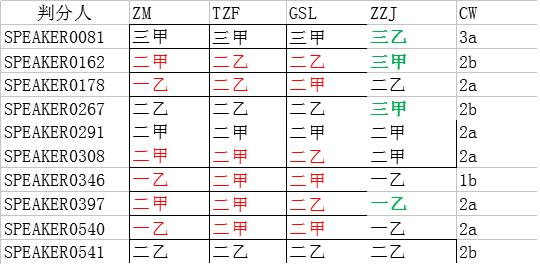 判分人 ZM TZF GSL ZZJ CW
SPEAKER0081 三甲 三甲 三甲 三乙 3a
SPEAKER0162 二甲 二乙 二乙 三甲 2b
SPEAKER0178 一乙 二乙 二甲 二乙 2a
SPEAKER0267 二乙 二乙 二乙 三甲 2b
SPEAKER0291 二甲 二甲 二甲 二甲 2a
SPEAKER0308 二甲 二甲 二乙 二甲 2a
SPEAKER0346 一乙 二甲 二甲 一乙 1b
SPEAKER0397 二甲 二甲 二乙 一乙 2a
SPEAKER0540 一乙 二甲 二甲 一乙 2a
SPEAKER0541 二乙 二乙 二乙 二乙 2b